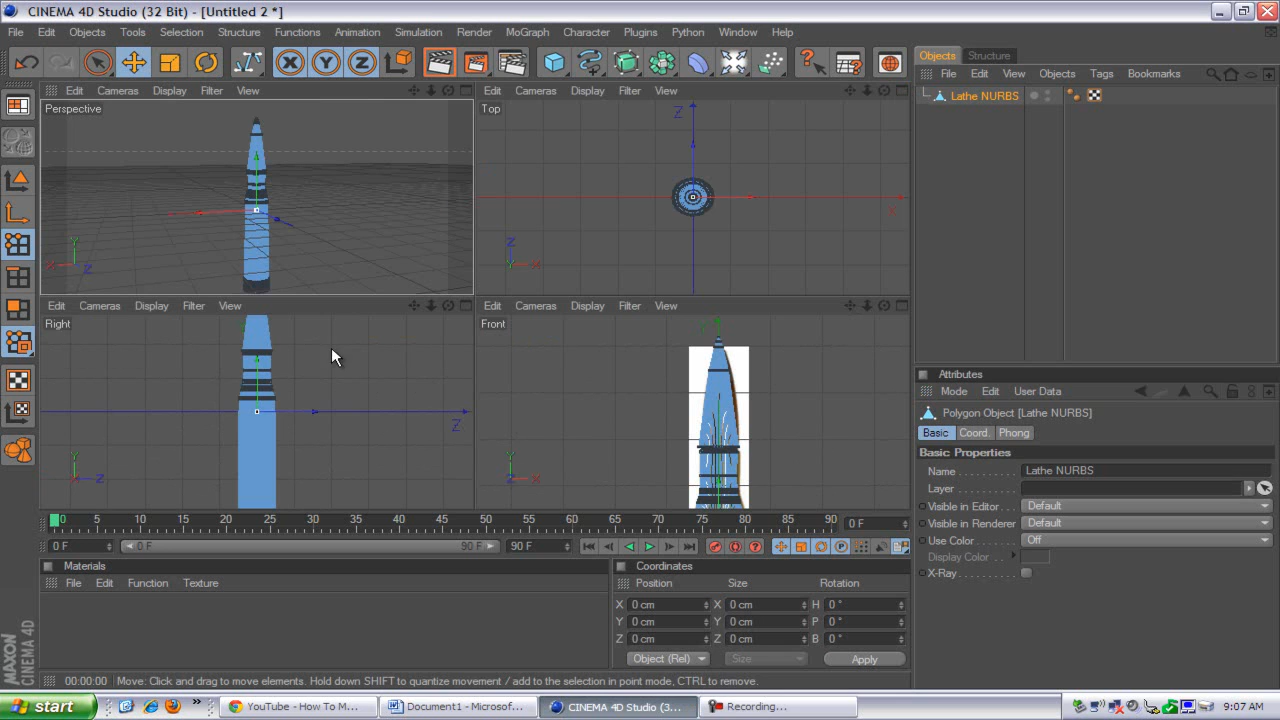 CINEMA 4D Studio (32 Bit) - [Untitled 2 *]
File Edit Objects Tools Selection Structure Functions Animation Simulation Render MoGraph Character Plugins Python Window Help
Objects Structure
File Edit View Objects Tags Bookmarks
Lathe NURBS
Edit Cameras Display Filter View
Perspective
Y
X Z
Edit Cameras Display Filter View
Top
Z
X
Z
Y X
Edit Cameras Display Filter View
Right
Z
Y
X Z
Edit Cameras Display Filter View
Front
Y
Z X
Attributes
Mode Edit User Data
Polygon Object [Lathe NURBS]
Basic Coord. Phong
Basic Properties
Name Lathe NURBS
Layer
Visible in Editor Default
Visible in Renderer Default
Use Color Off
Display Color
X-Ray
0 5 10 15 20 25 30 35 40 45 50 55 60 65 70 75 80 85 90 0 F
0 F 0 F 90 F 90 F
Materials
File Edit Function Texture
Coordinates
Position Size Rotation
X 0 cm X 0 cm H 0 °
Y 0 cm Y 0 cm P 0 °
Z 0 cm Z 0 cm B 0 °
Object (Rel) Size Apply
MAXON
CINEMA 4D
00:00:00 Move: Click and drag to move elements. Hold down SHIFT to quantize movement / add to the selection in point mode, CTRL to remove.
start YouTube - How To M... Document1 - Microsof... CINEMA 4D Studio (3... Recording... 9:07 AM